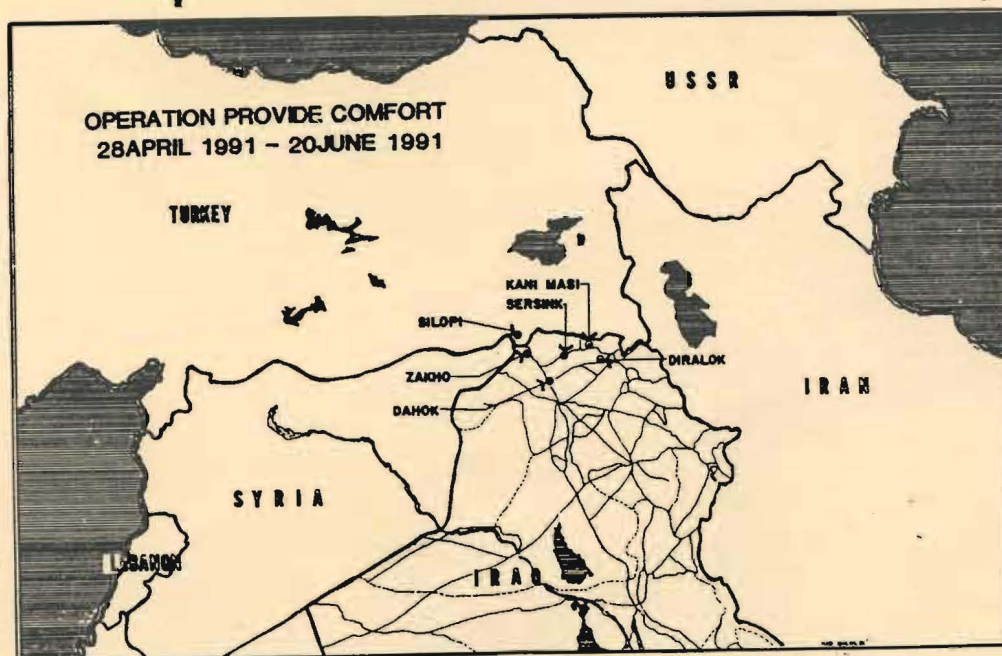 USSR
OPERATION PROVIDE COMFORT
28APRIL 1991 - 20JUNE 1991
TURKEY
KANI MASI
SERSINK
SILOPI
ZAKHO
DIRALOK
IRAN
DAHOK
SYRIA
LEBANON
IRAQ